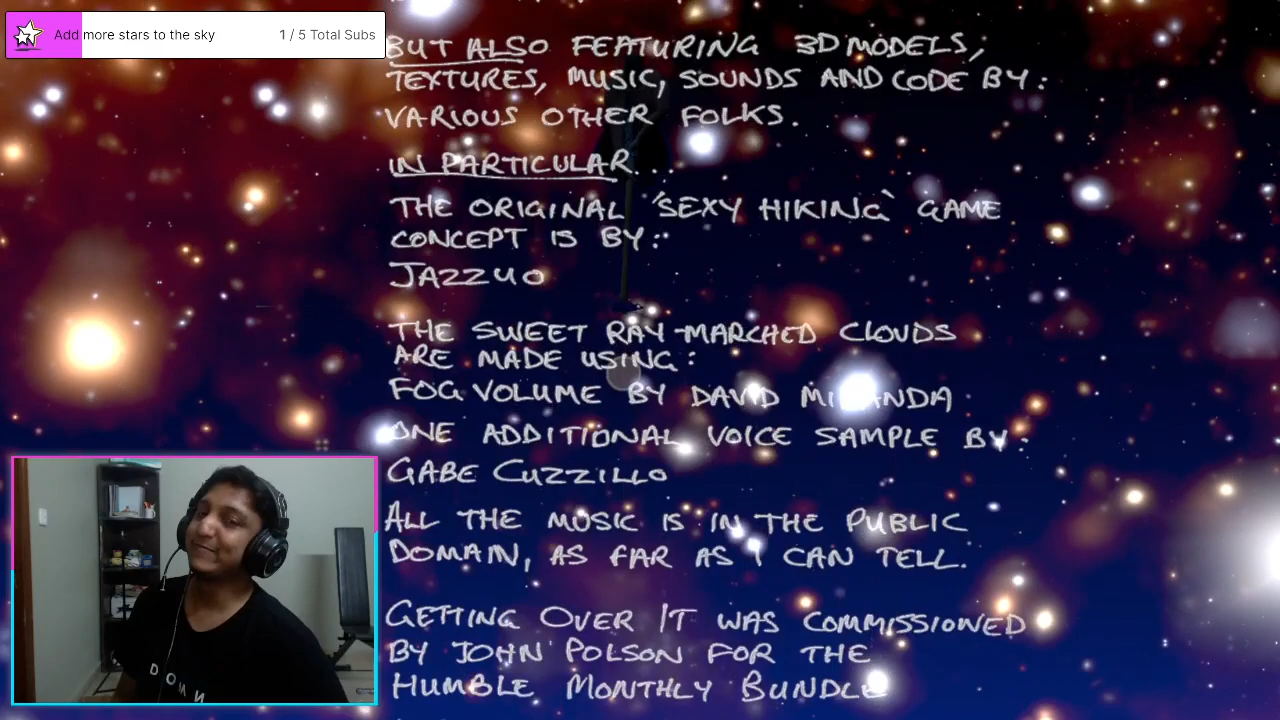 Add more stars to the sky 1 / 5 Total Subs
BUT ALSO FEATURING 3D MODELS,
TEXTURES, MUSIC, SOUNDS AND CODE BY:
VARIOUS OTHER FOLKS.
IN PARTICULAR...
THE ORIGINAL 'SEXY HIKING' GAME
CONCEPT IS BY:
JAZZUO
THE SWEET RAY-MARCHED CLOUDS
ARE MADE USING:
FOG VOLUME BY DAVID MIRANDA
ONE ADDITIONAL VOICE SAMPLE BY
GABE CUZZILLO
ALL THE MUSIC IS IN THE PUBLIC
DOMAIN, AS FAR AS I CAN TELL.
GETTING OVER IT WAS COMMISSIONED
BY JOHN POLSON FOR THE
HUMBLE MONTHLY BUNDLE